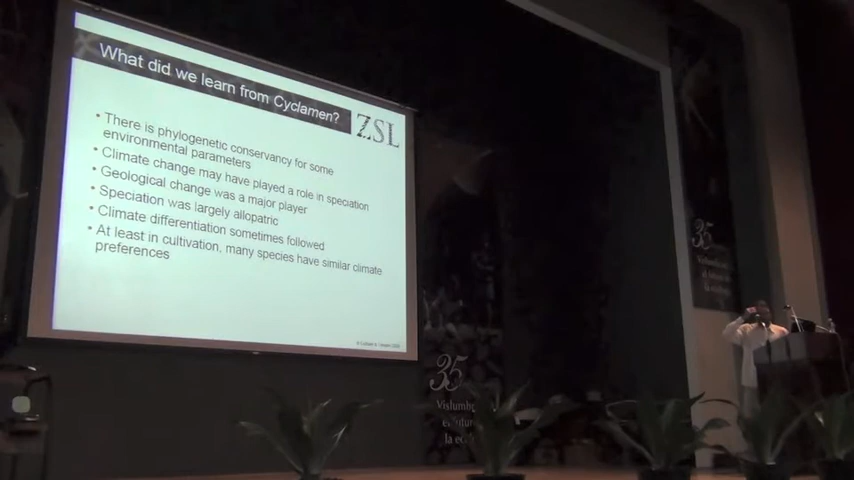 What did we learn from Cyclamen?
ZSL
• There is phylogenetic conservancy for some
environmental parameters
• Climate change may have played a role in speciation
• Geological change was a major player
• Speciation was largely allopatric
• Climate differentiation sometimes followed
• At least in cultivation, many species have similar climate
preferences
35
35
la